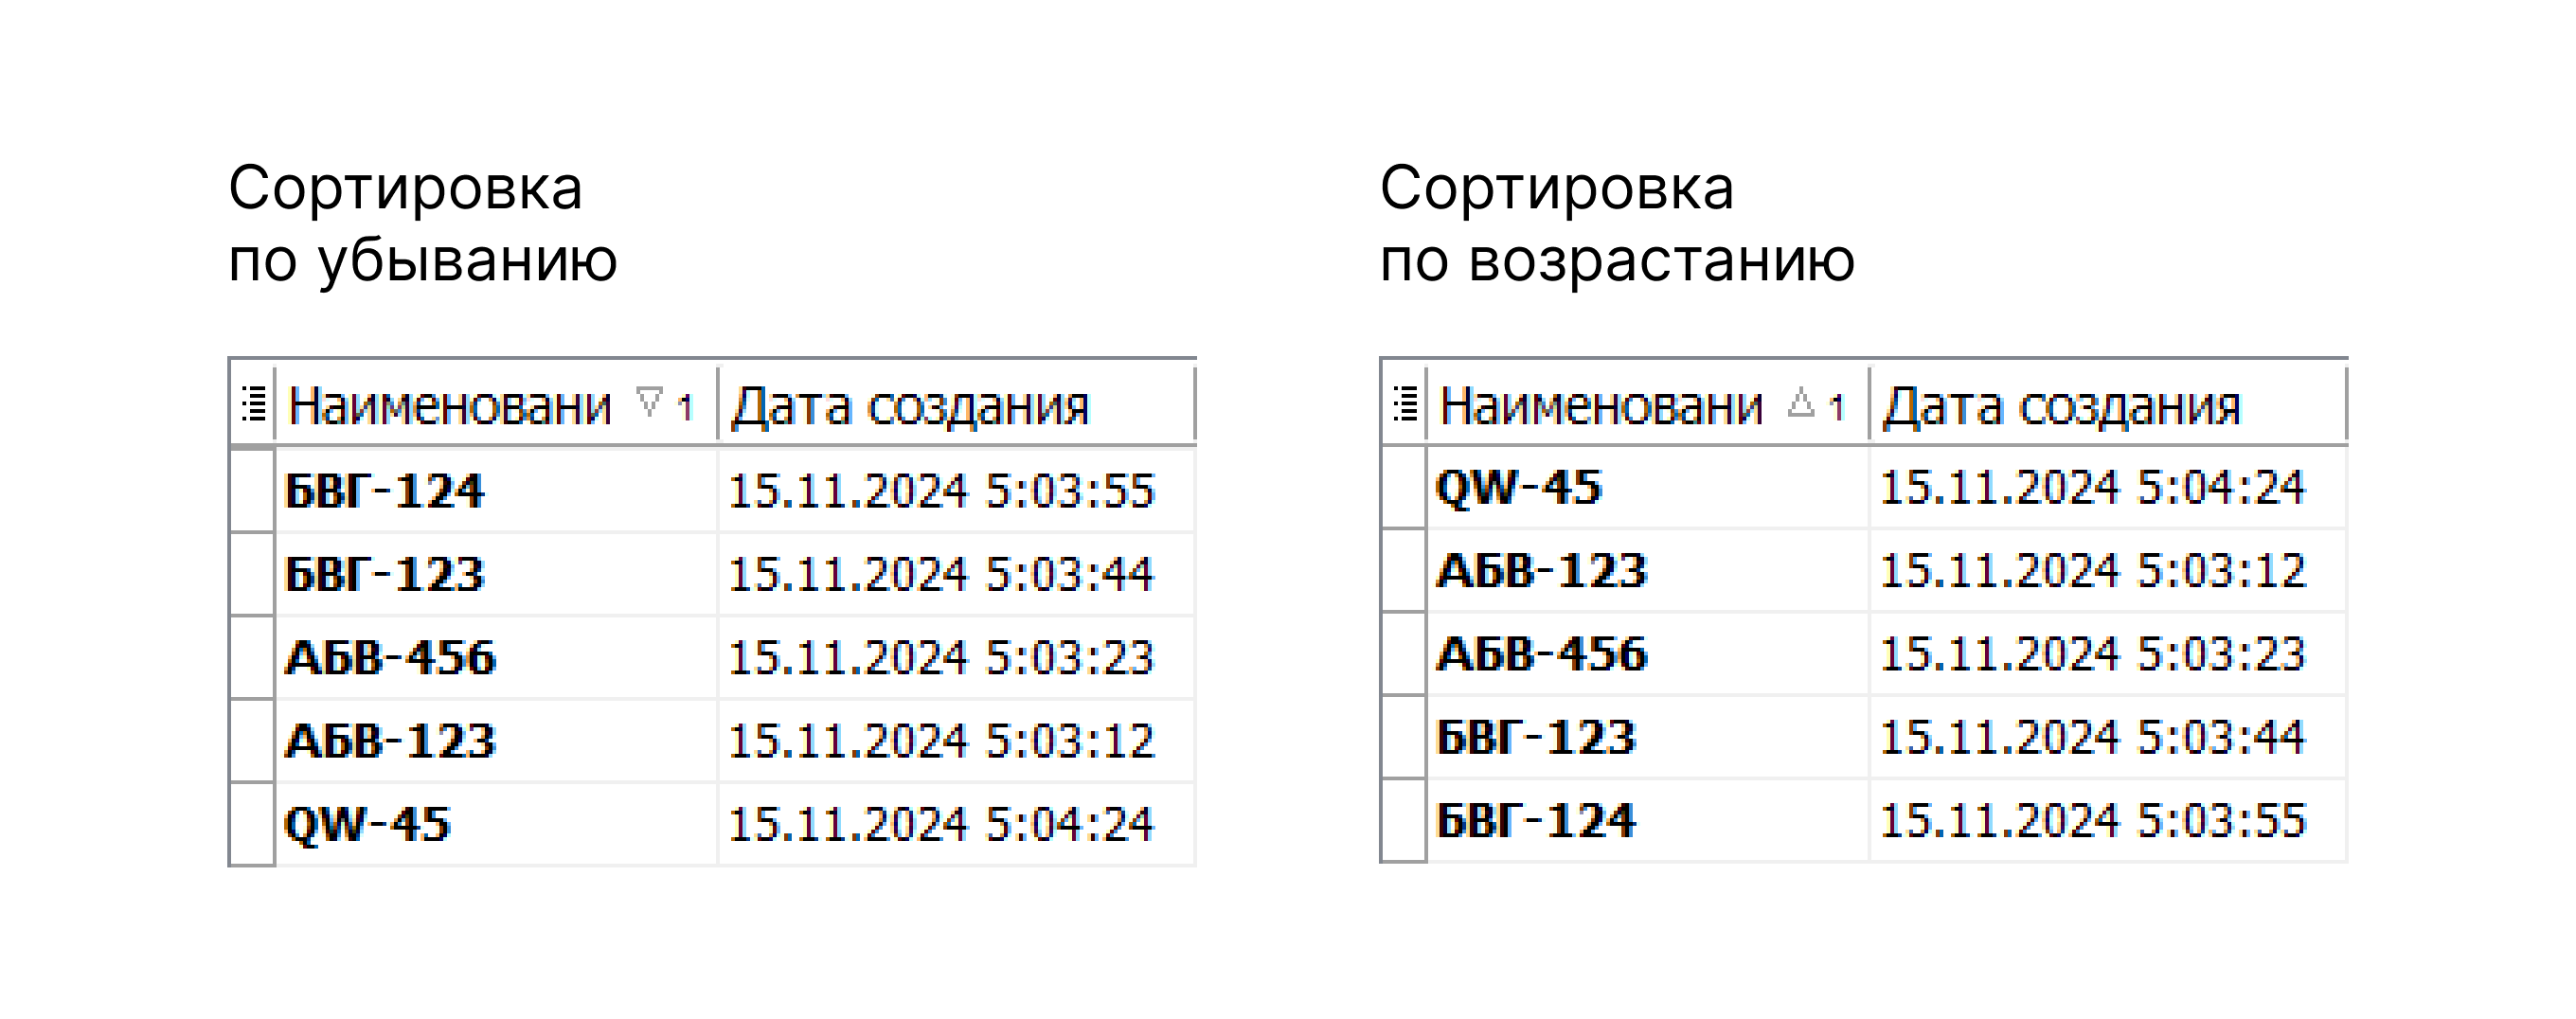 Сортировка
по убыванию
Наименовани 1 Дата создания
БВГ-124 15.11.2024 5:03:55
БВГ-123 15.11.2024 5:03:44
АБВ-456 15.11.2024 5:03:23
АБВ-123 15.11.2024 5:03:12
QW-45 15.11.2024 5:04:24
Сортировка
по возрастанию
Наименовани 1 Дата создания
QW-45 15.11.2024 5:04:24
АБВ-123 15.11.2024 5:03:12
АБВ-456 15.11.2024 5:03:23
БВГ-123 15.11.2024 5:03:44
БВГ-124 15.11.2024 5:03:55